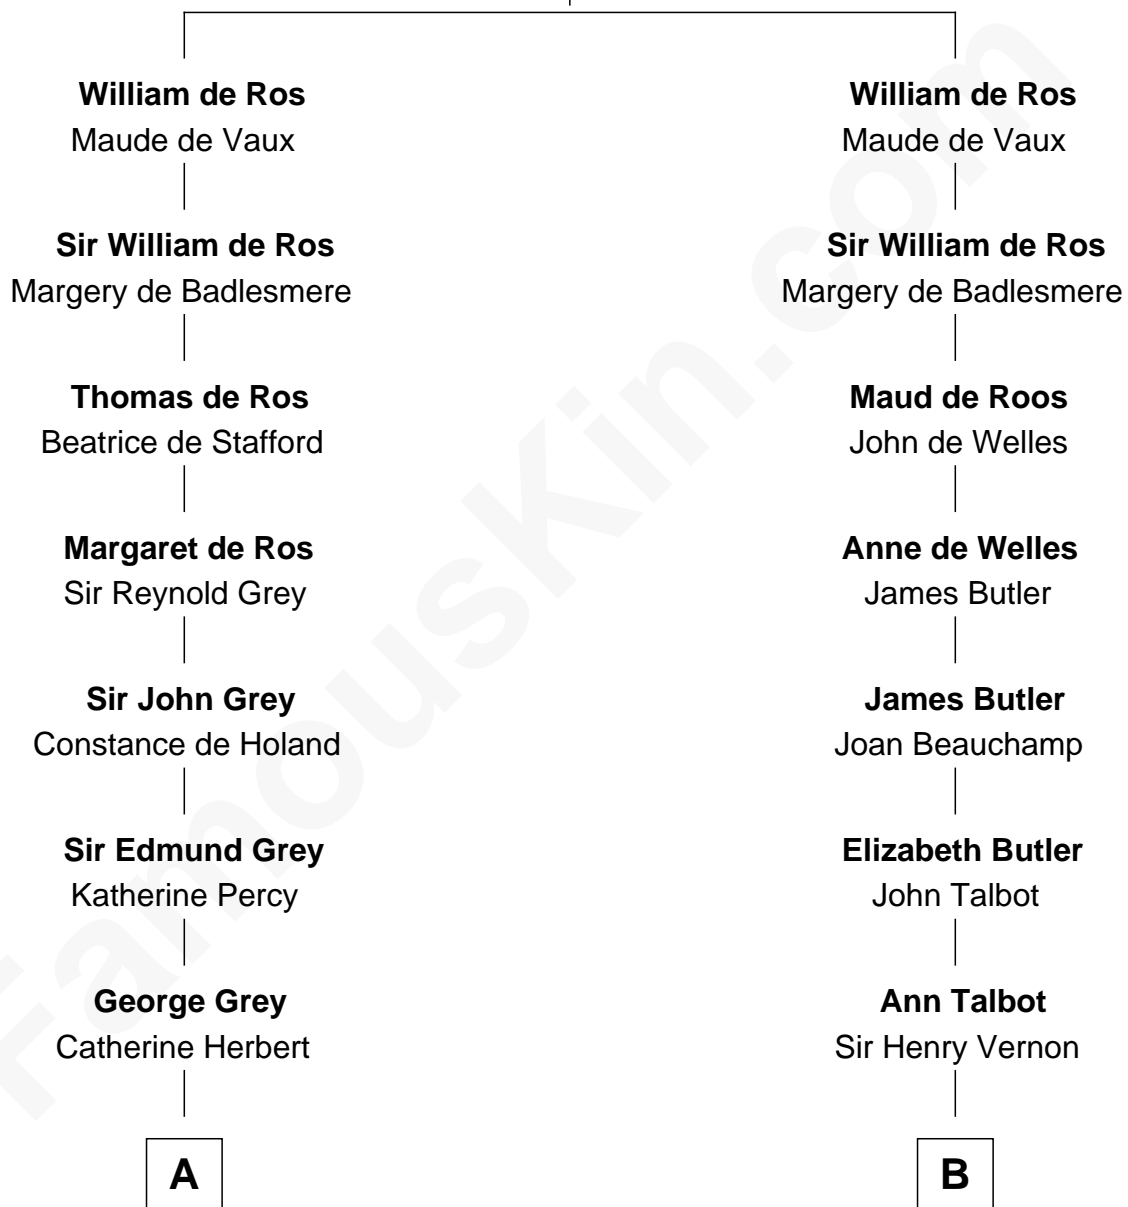 William de Ros
Maude de Vaux
Sir William de Ros
Margery de Badlesmere
Thomas de Ros
Beatrice de Stafford
Margaret de Ros
Sir Reynold Grey
Sir John Grey
Constance de Holand
Sir Edmund Grey
Katherine Percy
George Grey
Catherine Herbert
A
William de Ros
Maude de Vaux
Sir William de Ros
Margery de Badlesmere
Maud de Roos
John de Welles
Anne de Welles
James Butler
James Butler
Joan Beauchamp
Elizabeth Butler
John Talbot
Ann Talbot
Sir Henry Vernon
B
FamousKin.com